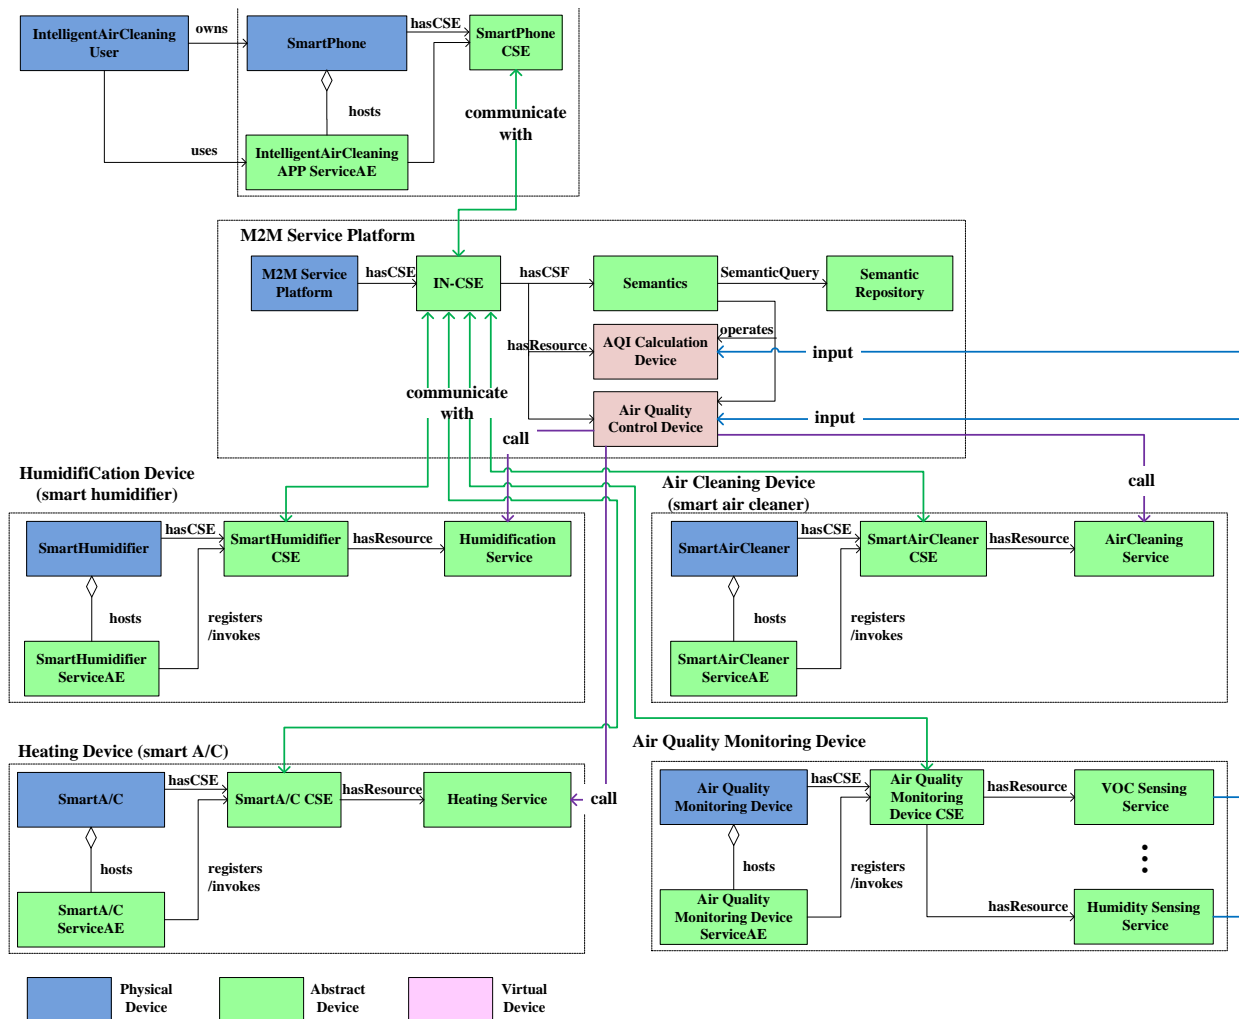 IntelligentAirCleaning
User
owns
SmartPhone
hasCSE
SmartPhone
CSE
hosts
communicate
with
uses
IntelligentAirCleaning
APP ServiceAE
M2M Service Platform
M2M Service
Platform
hasCSE
IN-CSE
hasCSF
Semantics
SemanticQuery
Semantic
Repository
operates
hasResource
AQI Calculation
Device
input
communicate
with
Air Quality
Control Device
input
call
call
HumidifiCation Device
(smart humidifier)
SmartHumidifier
hasCSE
SmartHumidifier
CSE
hasResource
Humidification
Service
hosts
registers
/invokes
SmartHumidifier
ServiceAE
Air Cleaning Device
(smart air cleaner)
SmartAirCleaner
hasCSE
SmartAirCleaner
CSE
hasResource
AirCleaning
Service
hosts
registers
/invokes
SmartAirCleaner
ServiceAE
Heating Device (smart A/C)
SmartA/C
hasCSE
SmartA/C CSE
hasResource
Heating Service
call
hosts
registers
/invokes
SmartA/C
ServiceAE
Air Quality Monitoring Device
Air Quality
Monitoring Device
hasCSE
Air Quality
Monitoring
Device CSE
hasResource
VOC Sensing
Service
hosts
registers
/invokes
Air Quality
Monitoring Device
ServiceAE
hasResource
Humidity Sensing
Service
Physical
Device
Abstract
Device
Virtual
Device